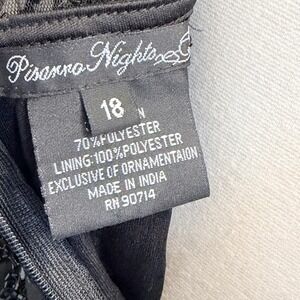 Pisarro Nights
18
N
70% POLYESTER
LINING:100%POLYESTER
EXCLUSIVE OF ORNAMENTAION
MADE IN INDIA
RN 90714